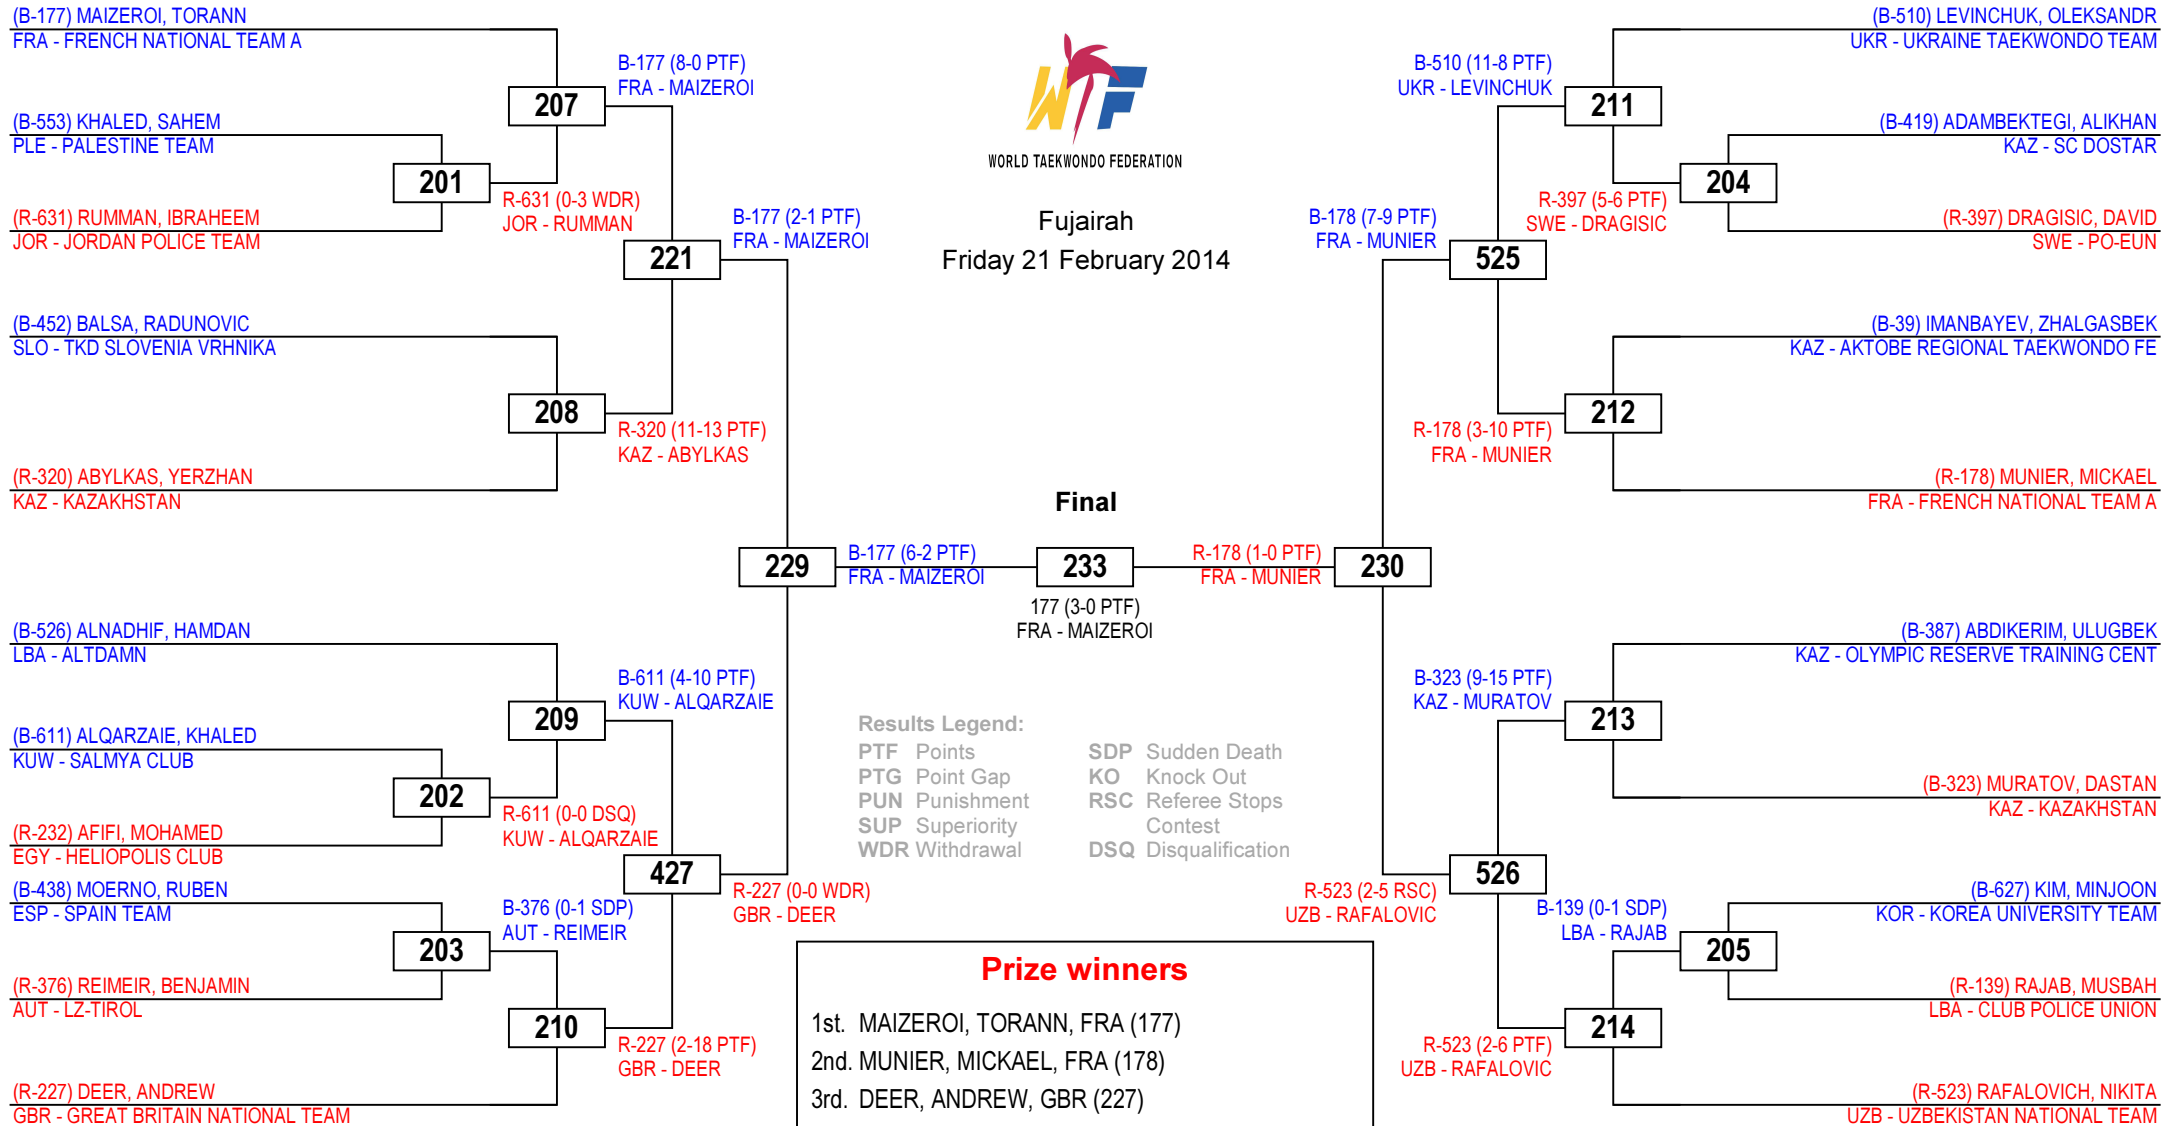 (B-177) MAIZEROI, TORANN
FRA - FRENCH NATIONAL TEAM A
(B-553) KHALED, SAHEM
PLE - PALESTINE TEAM
(R-631) RUMMAN, IBRAHEEM
JOR - JORDAN POLICE TEAM
(B-452) BALSA, RADUNOVIC
SLO - TKD SLOVENIA VRHNIKA
(R-320) ABYLKAS, YERZHAN
KAZ - KAZAKHSTAN
(B-526) ALNADHIF, HAMDAN
LBA - ALTDAMN
(B-611) ALQARZAIE, KHALED
KUW - SALMYA CLUB
(R-232) AFIFI, MOHAMED
EGY - HELIOPOLIS CLUB
(B-438) MOERNO, RUBEN
ESP - SPAIN TEAM
(R-376) REIMEIR, BENJAMIN
AUT - LZ-TIROL
(R-227) DEER, ANDREW
GBR - GREAT BRITAIN NATIONAL TEAM
201
R-631 (0-3 WDR)
JOR - RUMMAN
202
R-611 (0-0 DSQ)
KUW - ALQARZAIE
203
B-376 (0-1 SDP)
AUT - REIMEIR
207
B-177 (8-0 PTF)
FRA - MAIZEROI
208
R-320 (11-13 PTF)
KAZ - ABYLKAS
209
B-611 (4-10 PTF)
KUW - ALQARZAIE
210
R-227 (2-18 PTF)
GBR - DEER
221
B-177 (2-1 PTF)
FRA - MAIZEROI
427
R-227 (0-0 WDR)
GBR - DEER
229
B-177 (6-2 PTF)
FRA - MAIZEROI
WTF
WORLD TAEKWONDO FEDERATION
Fujairah
Friday 21 February 2014
Final
233
177 (3-0 PTF)
FRA - MAIZEROI
Results Legend:
PTF Points
PTG Point Gap
PUN Punishment
SUP Superiority
WDR Withdrawal
SDP Sudden Death
KO Knock Out
RSC Referee Stops
Contest
DSQ Disqualification
Prize winners
1st. MAIZEROI, TORANN, FRA (177)
2nd. MUNIER, MICKAEL, FRA (178)
3rd. DEER, ANDREW, GBR (227)
R-178 (1-0 PTF)
FRA - MUNIER
230
B-178 (7-9 PTF)
FRA - MUNIER
525
R-523 (2-5 RSC)
UZB - RAFALOVIC
526
B-510 (11-8 PTF)
UKR - LEVINCHUK
211
R-178 (3-10 PTF)
FRA - MUNIER
212
B-323 (9-15 PTF)
KAZ - MURATOV
213
R-523 (2-6 PTF)
UZB - RAFALOVIC
214
R-397 (5-6 PTF)
SWE - DRAGISIC
204
B-139 (0-1 SDP)
LBA - RAJAB
205
(B-510) LEVINCHUK, OLEKSANDR
UKR - UKRAINE TAEKWONDO TEAM
(B-419) ADAMBEKTEGI, ALIKHAN
KAZ - SC DOSTAR
(R-397) DRAGISIC, DAVID
SWE - PO-EUN
(B-39) IMANBAYEV, ZHALGASBEK
KAZ - AKTOBE REGIONAL TAEKWONDO FE
(R-178) MUNIER, MICKAEL
FRA - FRENCH NATIONAL TEAM A
(B-387) ABDIKERIM, ULUGBEK
KAZ - OLYMPIC RESERVE TRAINING CENT
(B-323) MURATOV, DASTAN
KAZ - KAZAKHSTAN
(B-627) KIM, MINJOON
KOR - KOREA UNIVERSITY TEAM
(R-139) RAJAB, MUSBAH
LBA - CLUB POLICE UNION
(R-523) RAFALOVICH, NIKITA
UZB - UZBEKISTAN NATIONAL TEAM